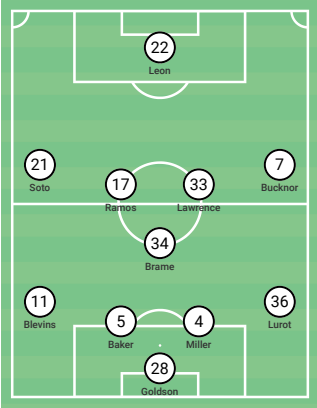 22
Leon
21
Soto
7
Bucknor
17
Ramos
33
Lawrence
34
Brame
11
Blevins
36
Lurot
5
Baker
4
Miller
28
Goldson